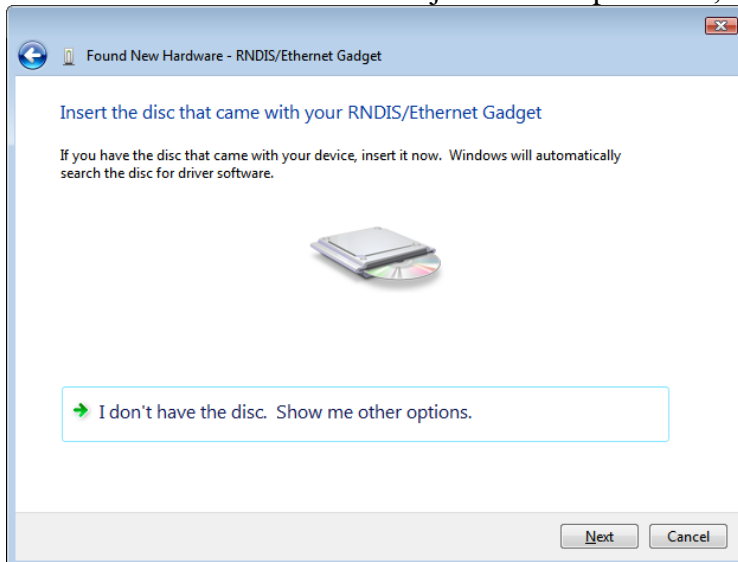 Found New Hardware - RNDIS/Ethernet Gadget
Insert the disc that came with your RNDIS/Ethernet Gadget
If you have the disc that came with your device, insert it now.  Windows will automatically
search the disc for driver software.
I don't have the disc.  Show me other options.
Next Cancel